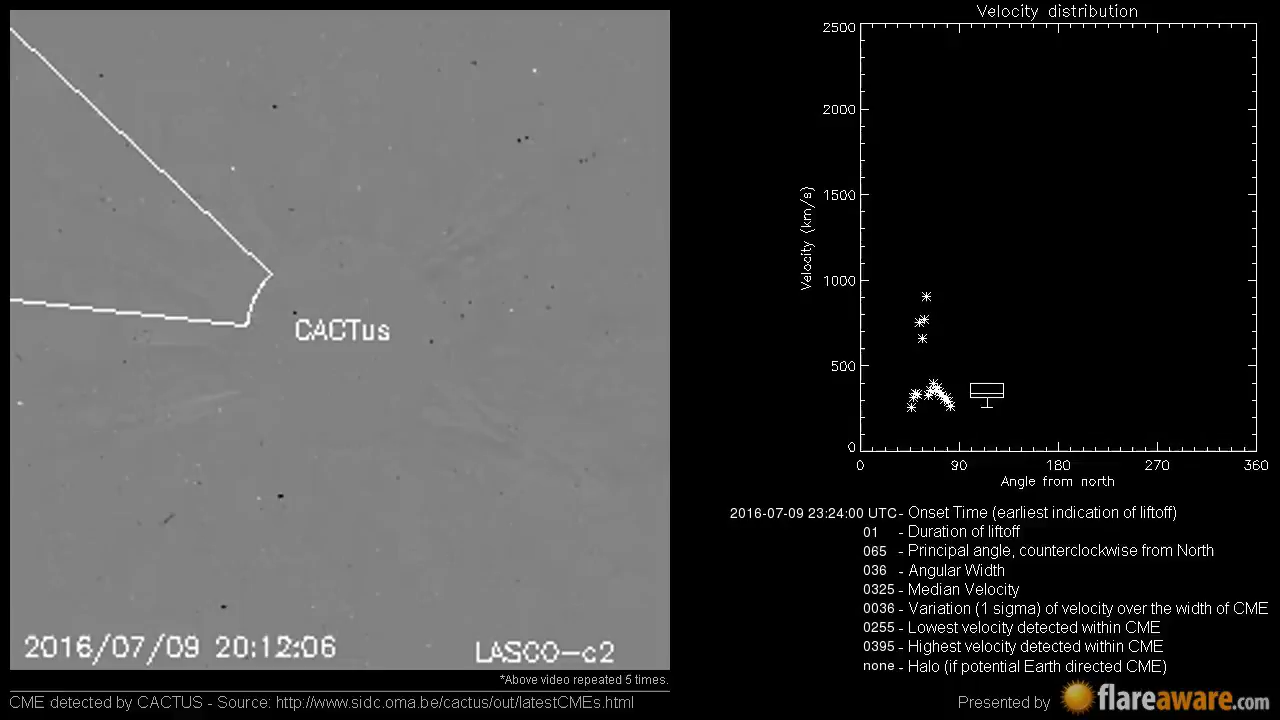 CACTus
2016/07/09 20:12:06
LASCO-c2
*Above video repeated 5 times.
CME detected by CACTUS - Source: http://www.sidc.oma.be/cactus/out/latestCMEs.html
Velocity distribution
2500
2000
1500
1000
500
0
Velocity (km/s)
0 90 180 270 360
Angle from north
2016-07-09 23:24:00 UTC - Onset Time (earliest indication of liftoff)
01 - Duration of liftoff
065 - Principal angle, counterclockwise from North
036 - Angular Width
0325 - Median Velocity
0036 - Variation (1 sigma) of velocity over the width of CME
0255 - Lowest velocity detected within CME
0395 - Highest velocity detected within CME
none - Halo (if potential Earth directed CME)
Presented by flareaware.com